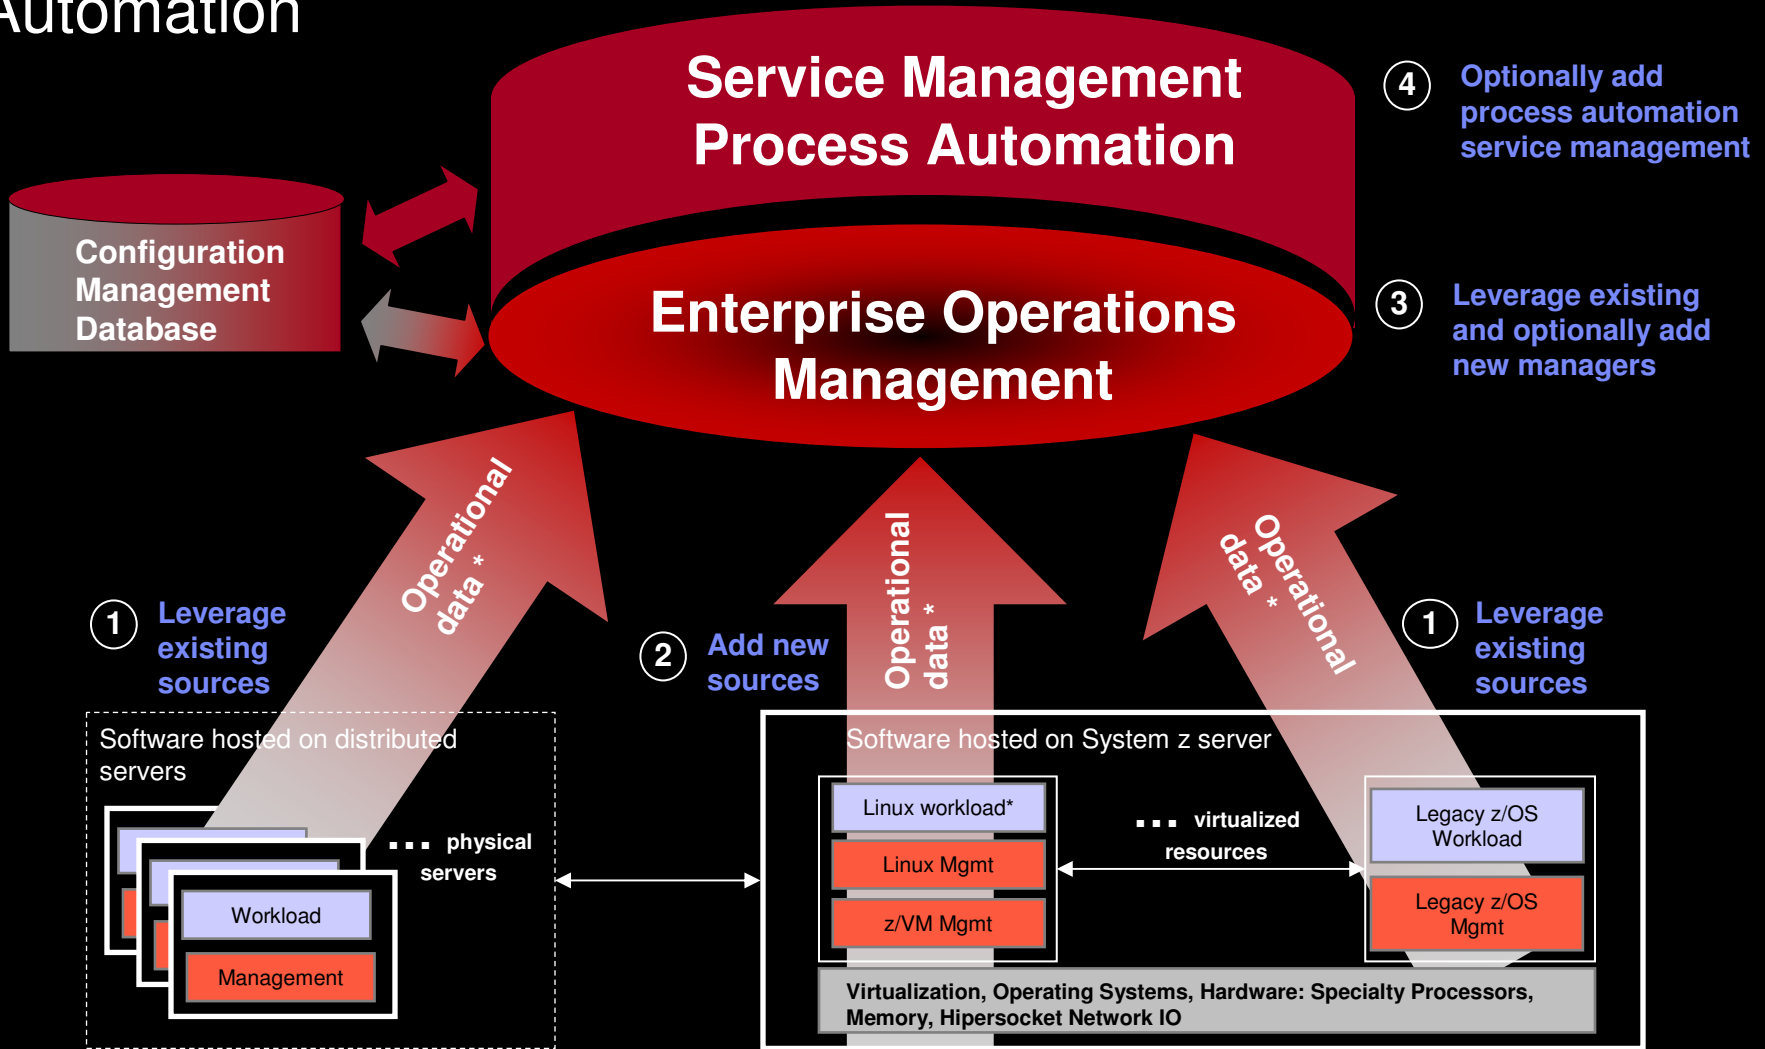 Automation
Service Management
Process Automation
4
Optionally add
process automation
service management
Configuration
Management
Database
Enterprise Operations
Management
3
Leverage existing
and optionally add
new managers
Operational
data *
Operational
data *
Operational
data *
1
Leverage
existing
sources
2
Add new
sources
1
Leverage
existing
sources
Software hosted on distributed
servers
... physical
servers
Workload
Management
Software hosted on System z server
Linux workload*
Linux Mgmt
z/VM Mgmt
... virtualized
resources
Legacy z/OS
Workload
Legacy z/OS
Mgmt
Virtualization, Operating Systems, Hardware: Specialty Processors,
Memory, Hipersocket Network IO